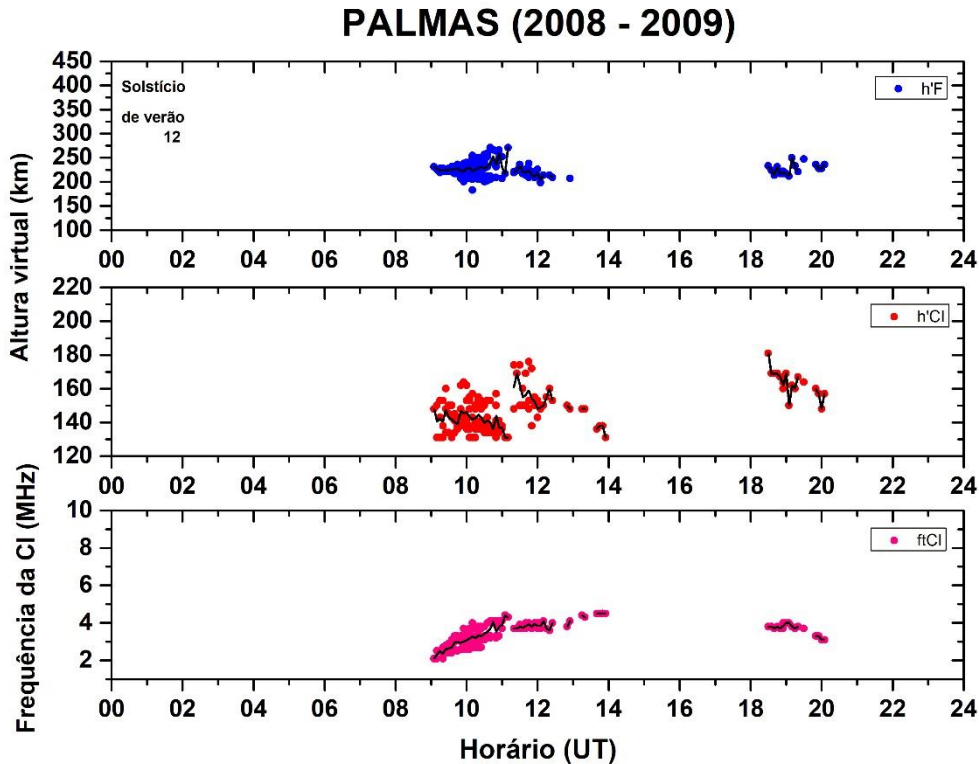 PALMAS (2008 - 2009)
Altura virtual (km)
450
400
350
300
250
200
150
100
Solstício
de verão
12
h'F
00 02 04 06 08 10 12 14 16 18 20 22 24
220
200
180
160
140
120
h'CI
00 02 04 06 08 10 12 14 16 18 20 22 24
Frequência da CI (MHz)
10
8
6
4
2
ftCI
00 02 04 06 08 10 12 14 16 18 20 22 24
Horário (UT)